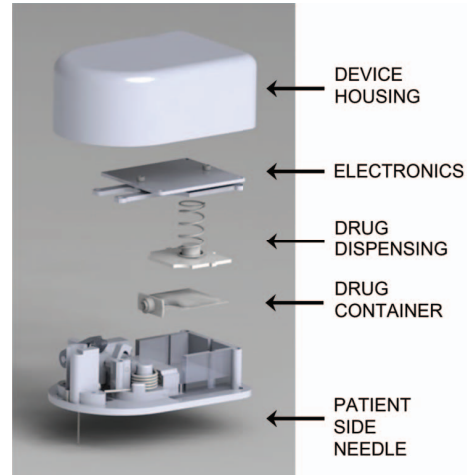 DEVICE
HOUSING
ELECTRONICS
DRUG
DISPENSING
DRUG
CONTAINER
PATIENT
SIDE
NEEDLE